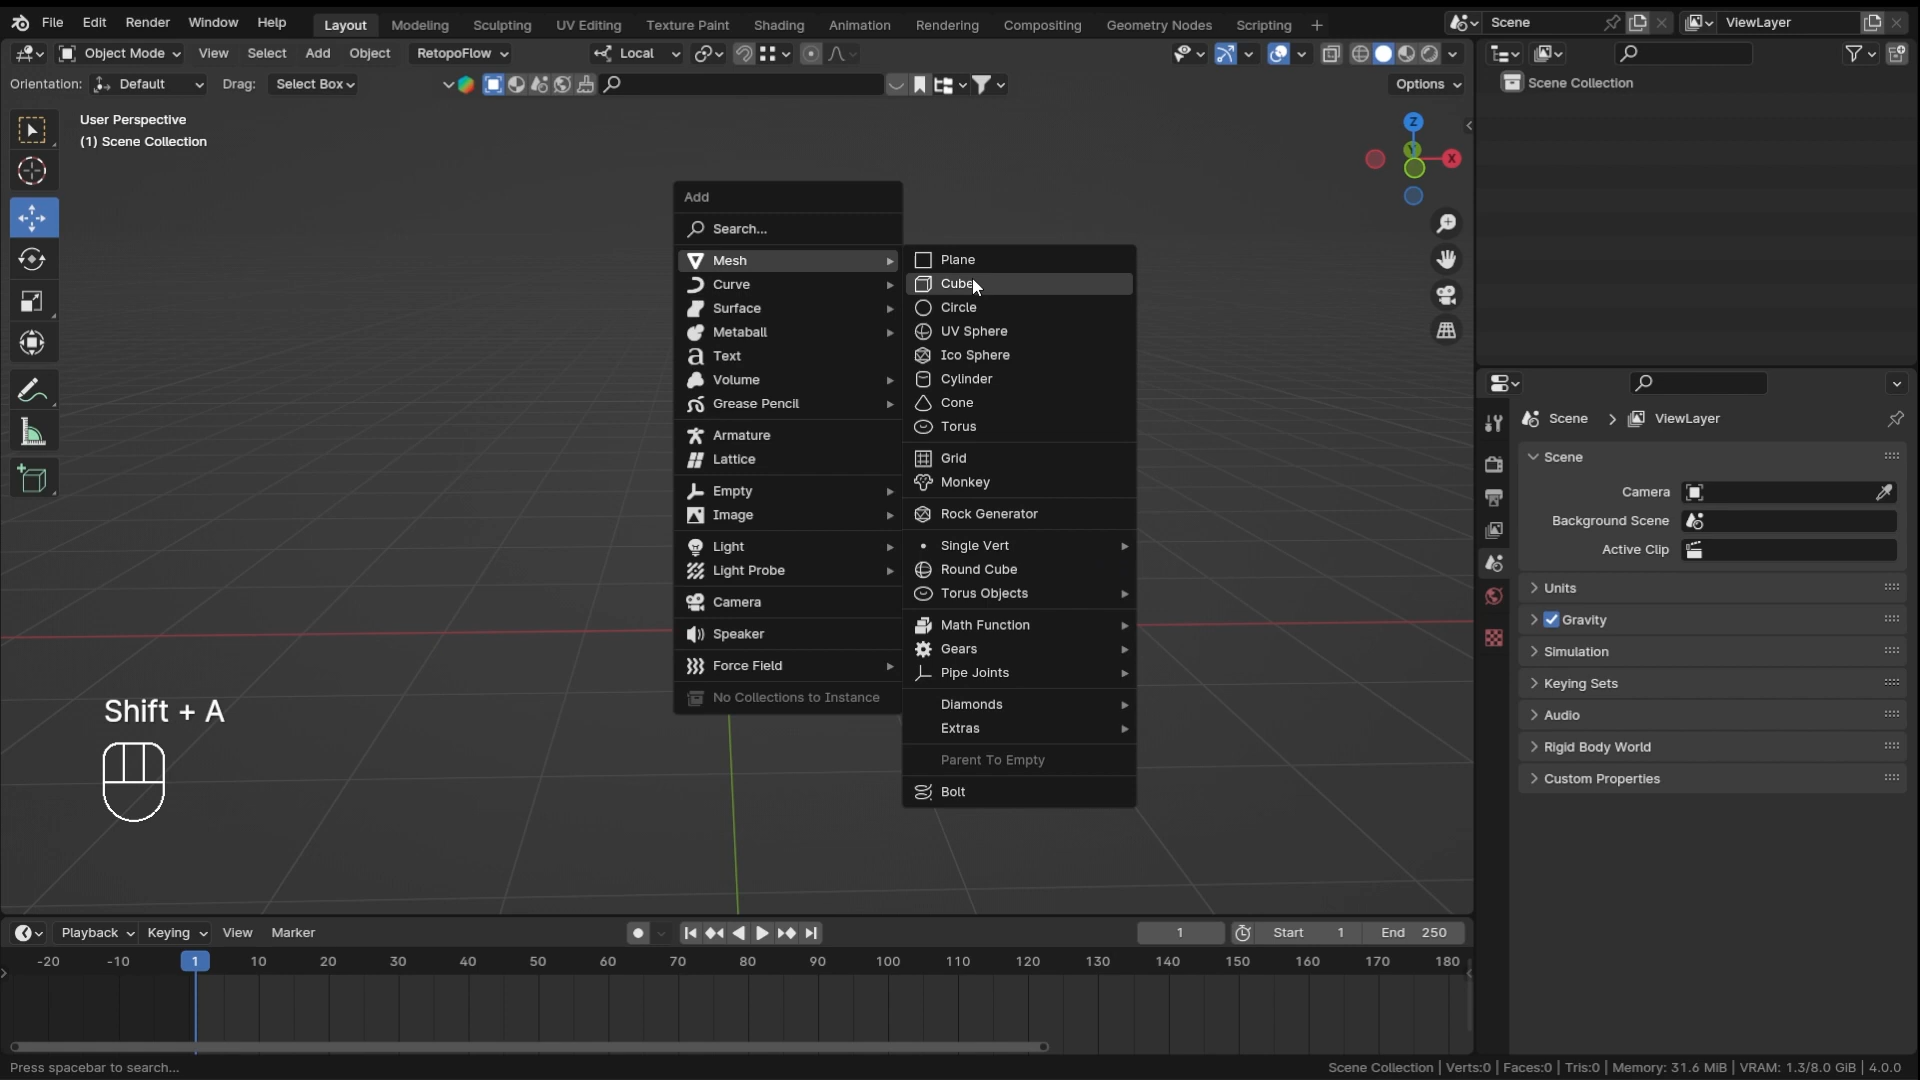 File Edit Render Window Help Layout Modeling Sculpting UV Editing Texture Paint Shading Animation Rendering Compositing Geometry Nodes Scripting + Scene ViewLayer
Object Mode View Select Add Object RetopoFlow Local
Orientation: Default Drag: Select Box Options
Scene Collection
User Perspective
(1) Scene Collection
Z
Y
X
Add
Search...
Mesh
Curve
Surface
Metaball
Text
Volume
Grease Pencil
Armature
Lattice
Empty
Image
Light
Light Probe
Camera
Speaker
Force Field
No Collections to Instance
Plane
Cube
Circle
UV Sphere
Ico Sphere
Cylinder
Cone
Torus
Grid
Monkey
Rock Generator
Single Vert
Round Cube
Torus Objects
Math Function
Gears
Pipe Joints
Diamonds
Extras
Parent To Empty
Bolt
Shift + A
Scene ViewLayer
Scene
Camera
Background Scene
Active Clip
Units
Gravity
Simulation
Keying Sets
Audio
Rigid Body World
Custom Properties
Playback Keying View Marker 1 Start 1 End 250
-20 -10 1 10 20 30 40 50 60 70 80 90 100 110 120 130 140 150 160 170 180
Press spacebar to search... Scene Collection | Verts:0 | Faces:0 | Tris:0 | Memory: 31.6 MiB | VRAM: 1.3/8.0 GiB | 4.0.0